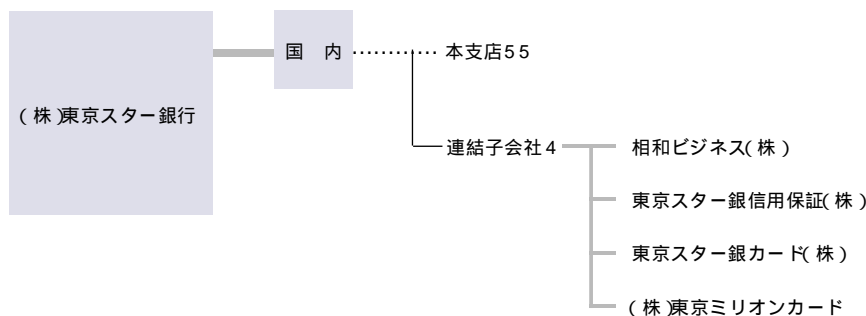 (株)東京スター銀行
国 内
本支店55
連結子会社4
相和ビジネス(株)
東京スター銀信用保証(株)
東京スター銀カード(株)
(株)東京ミリオンカード